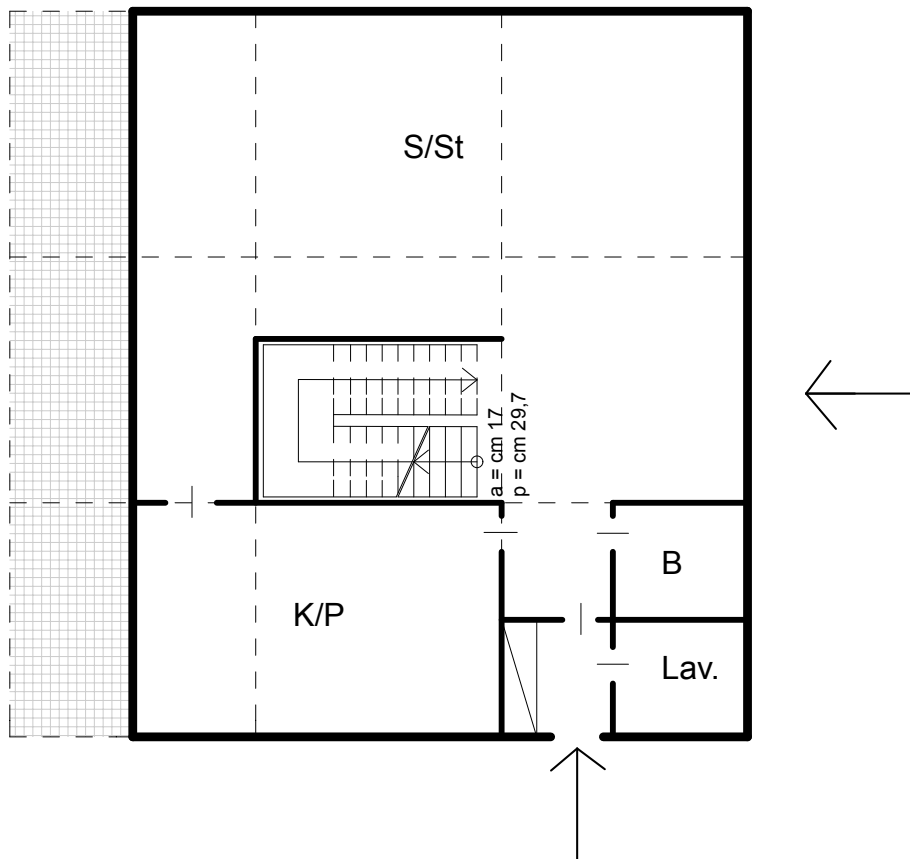 S/St
a = cm 17
p = cm 29,7
B
K/P
Lav.